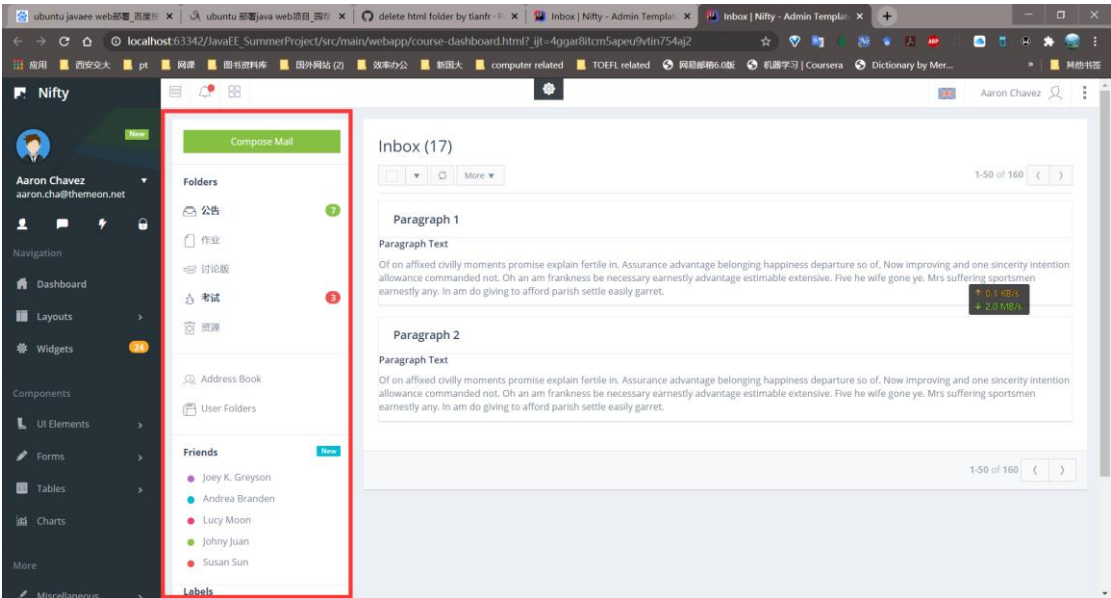 ubuntu javaee web部署_百度
ubuntu 部署java web项目_园
delete html folder by tianfr · P
Inbox | Nifty - Admin Templat
Inbox | Nifty - Admin Templat
localhost:63342/JavaEE_SummerProject/src/main/webapp/course-dashboard.html?_ijt=4ggar8itcm5apeu9vtin754aj2
应用
西安交大
pt
网课
图书资料库
国外网站 (2)
效率办公
新国大
computer related
TOEFL related
网易邮箱6.0版
机器学习 | Coursera
Dictionary by Mer...
»
其他书签
Nifty
Aaron Chavez
New
Aaron Chavez
aaron.cha@themeon.net
Navigation
Dashboard
Layouts
Widgets 24
Components
UI Elements
Forms
Tables
Charts
More
Miscellaneous
Compose Mail
Folders
公告 7
作业
讨论版
考试 3
资源
Address Book
User Folders
Friends New
Joey K. Greyson
Andrea Branden
Lucy Moon
Johny Juan
Susan Sun
Labels
Inbox (17)
More
1-50 of 160
Paragraph 1
Paragraph Text
Of on affixed civilly moments promise explain fertile in. Assurance advantage belonging happiness departure so of. Now improving and one sincerity intention
allowance commanded not. Oh an am frankness be necessary earnestly advantage estimable extensive. Five he wife gone ye. Mrs suffering sportsmen
earnestly any. In am do giving to afford parish settle easily garret.
↑ 0.1 KB/s
↓ 2.0 MB/s
Paragraph 2
Paragraph Text
Of on affixed civilly moments promise explain fertile in. Assurance advantage belonging happiness departure so of. Now improving and one sincerity intention
allowance commanded not. Oh an am frankness be necessary earnestly advantage estimable extensive. Five he wife gone ye. Mrs suffering sportsmen
earnestly any. In am do giving to afford parish settle easily garret.
1-50 of 160